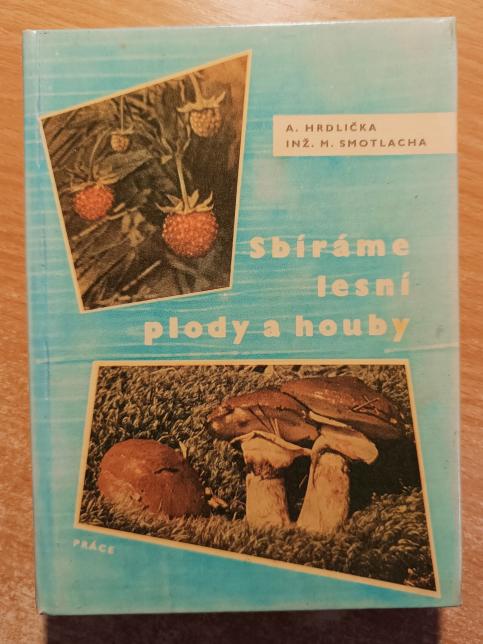 A. HRDLIČKA
INŽ. M. SMOTLACHA
Sbíráme
lesní
plody a houby
PRÁCE